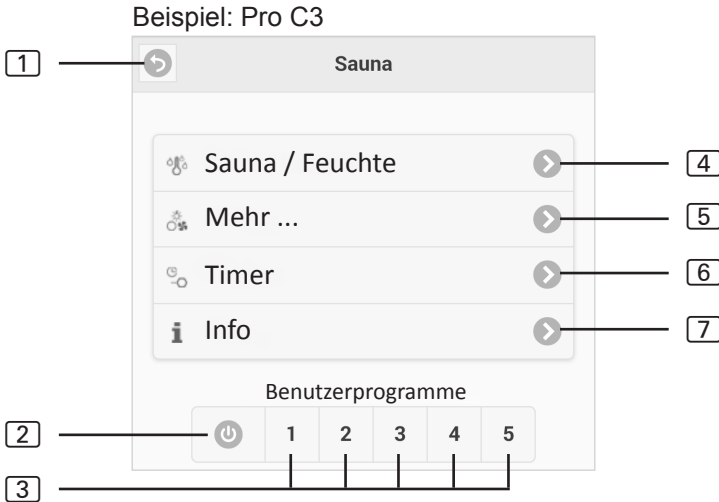 Beispiel: Pro C3
1
Sauna
Sauna / Feuchte
4
Mehr ...
5
Timer
6
Info
7
Benutzerprogramme
2
1 2 3 4 5
3